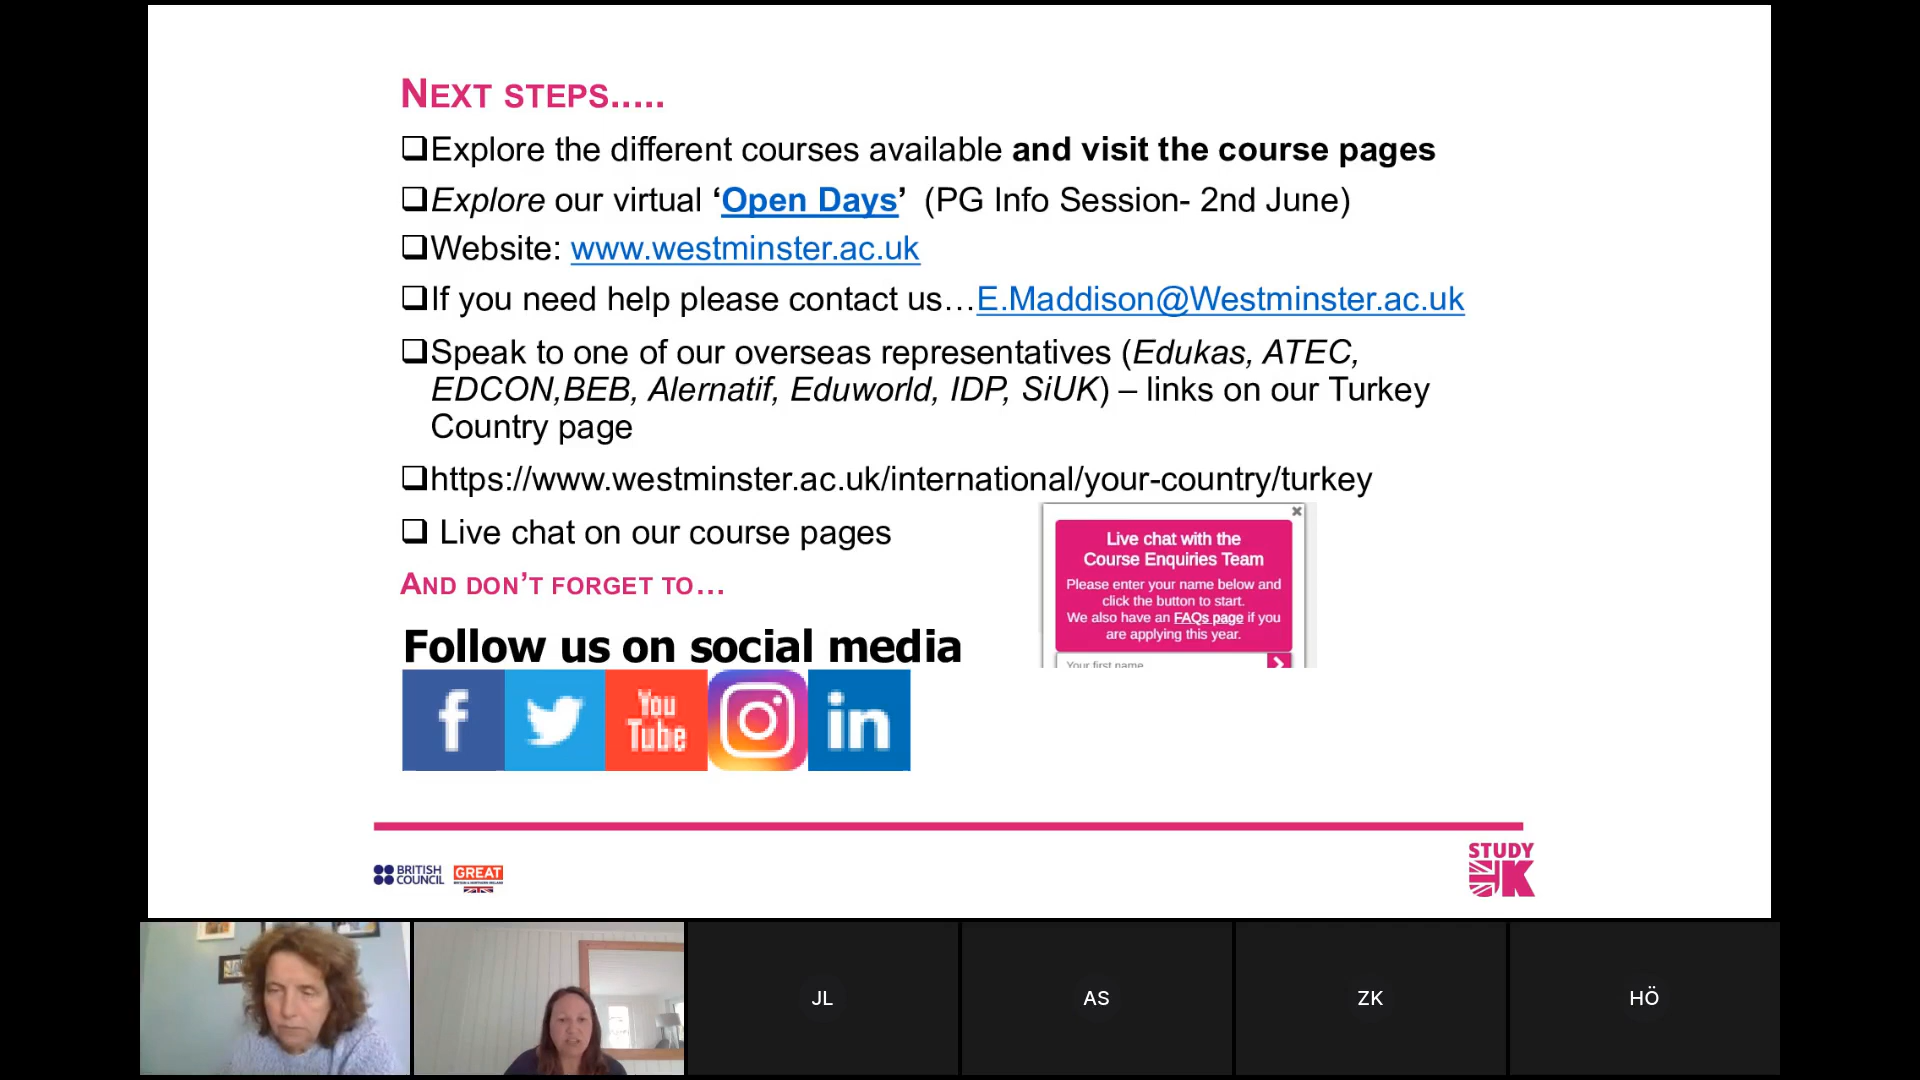 NEXT STEPS.....
❑Explore the different courses available and visit the course pages
❑Explore our virtual ‘Open Days’ (PG Info Session- 2nd June)
❑Website: www.westminster.ac.uk
❑If you need help please contact us…E.Maddison@Westminster.ac.uk
❑Speak to one of our overseas representatives (Edukas, ATEC,
EDCON,BEB, Alernatif, Eduworld, IDP, SiUK) – links on our Turkey
Country page
❑https://www.westminster.ac.uk/international/your-country/turkey
❑ Live chat on our course pages
Live chat with the
Course Enquiries Team
Please enter your name below and
click the button to start.
We also have an FAQs page if you
are applying this year.
Your first name
AND DON’T FORGET TO…
Follow us on social media
f
You
Tube
in
BRITISH
COUNCIL
GREAT
STUDY
UK
JL
AS
ZK
HÖ